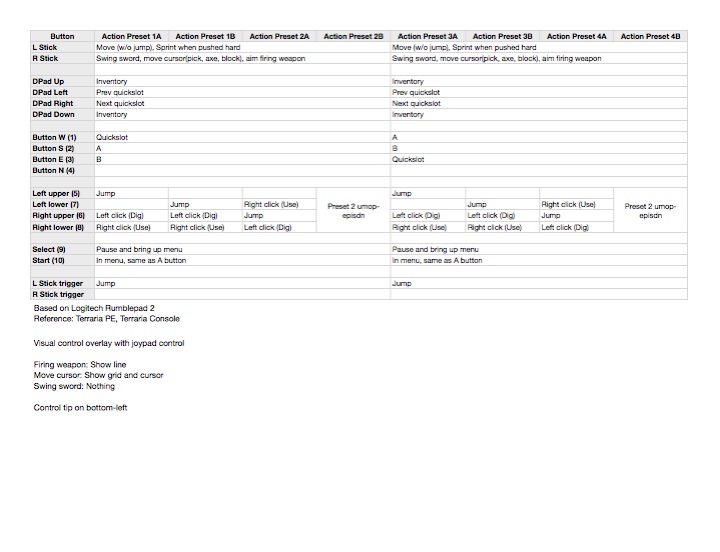 Button Action Preset 1A Action Preset 1B Action Preset 2A Action Preset 2B Action Preset 3A Action Preset 3B Action Preset 4A Action Preset 4B
L Stick Move (w/o jump), Sprint when pushed hard Move (w/o jump), Sprint when pushed hard
R Stick Swing sword, move cursor(pick, axe, block), aim firing weapon Swing sword, move cursor(pick, axe, block), aim firing weapon
DPad Up Inventory Inventory
DPad Left Prev quickslot Prev quickslot
DPad Right Next quickslot Next quickslot
DPad Down Inventory Inventory
Button W (1) Quickslot A
Button S (2) A B
Button E (3) B Quickslot
Button N (4)
Left upper (5) Jump Jump
Left lower (7) Jump Right click (Use) Preset 2 umop- Jump Right click (Use) Preset 2 umop-
Right upper (6) Left click (Dig) Left click (Dig) Jump episdn Left click (Dig) Left click (Dig) Jump episdn
Right lower (8) Right click (Use) Right click (Use) Left click (Dig) Right click (Use) Right click (Use) Left click (Dig)
Select (9) Pause and bring up menu Pause and bring up menu
Start (10) In menu, same as A button In menu, same as A button
L Stick trigger Jump Jump
R Stick trigger
Based on Logitech Rumblepad 2
Reference: Terraria PE, Terraria Console
Visual control overlay with joypad control
Firing weapon: Show line
Move cursor: Show grid and cursor
Swing sword: Nothing
Control tip on bottom-left